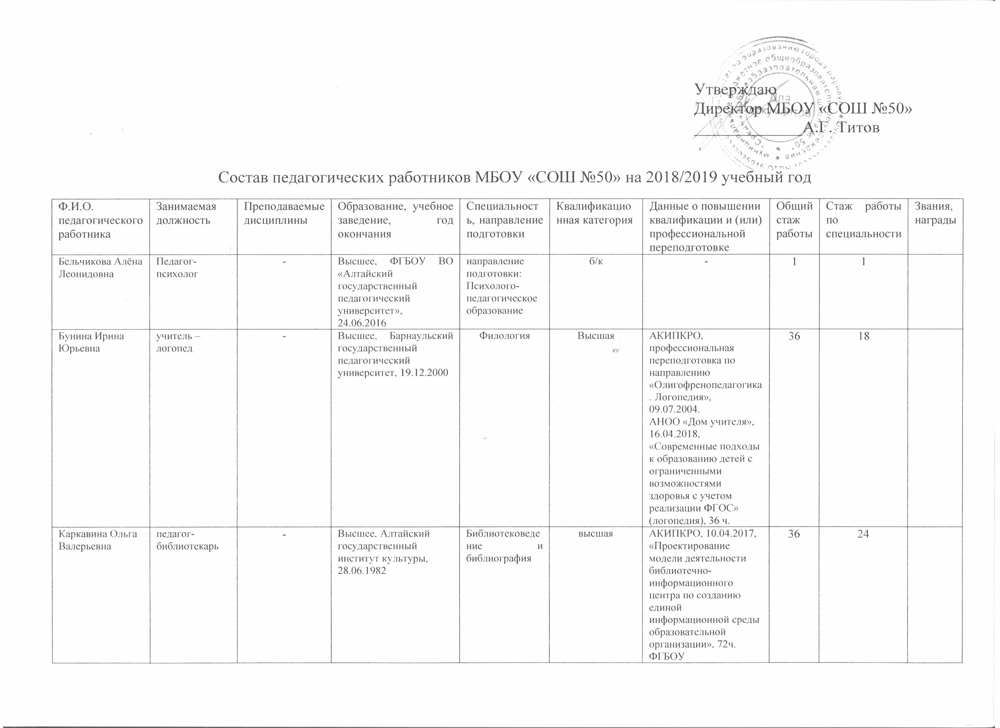 Утверждаю
Директор МБОУ «СОШ №50»
А.Г. Титов
Для
документов
Состав педагогических работников МБОУ «СОШ №50» на 2018/2019 учебный год
Ф.И.О.
педагогического
работника
Занимаемая
должность
Преподаваемые
дисциплины
Образование, учебное
заведение, год
окончания
Специальност
ь, направление
подготовки
Квалификацио
нная категория
Данные о повышении
квалификации и (или)
профессиональной
переподготовке
Общий
стаж
работы
Стаж работы
по
специальности
Звания,
награды
Бельчикова Алёна
Леонидовна
Педагог-
психолог
-
Высшее, ФГБОУ ВО
«Алтайский
государственный
педагогический
университет»,
24.06.2016
направление
подготовки:
Психолого-
педагогическое
образование
б/к
-
1
1
Бунина Ирина
Юрьевна
учитель –
логопед
-
Высшее, Барнаульский
государственный
педагогический
университет, 19.12.2000
Филология
Высшая
АКИПКРО,
профессиональная
переподготовка по
направлению
«Олигофренопедагогика
. Логопедия»,
09.07.2004.
АНОО «Дом учителя»,
16.04.2018,
«Современные подходы
к образованию детей с
ограниченными
возможностями
здоровья с учетом
реализации ФГОС»
(логопедия), 36 ч.
36
18
Каркавина Ольга
Валерьевна
педагог-
библиотекарь
-
Высшее, Алтайский
государственный
институт культуры,
28.06.1982
Библиотековеде
ние и
библиография
высшая
АКИПКРО, 10.04.2017,
«Проектирование
модели деятельности
библиотечно-
информационного
центра по созданию
единой
информационной среды
образовательной
организации», 72ч.
ФГБОУ
36
24